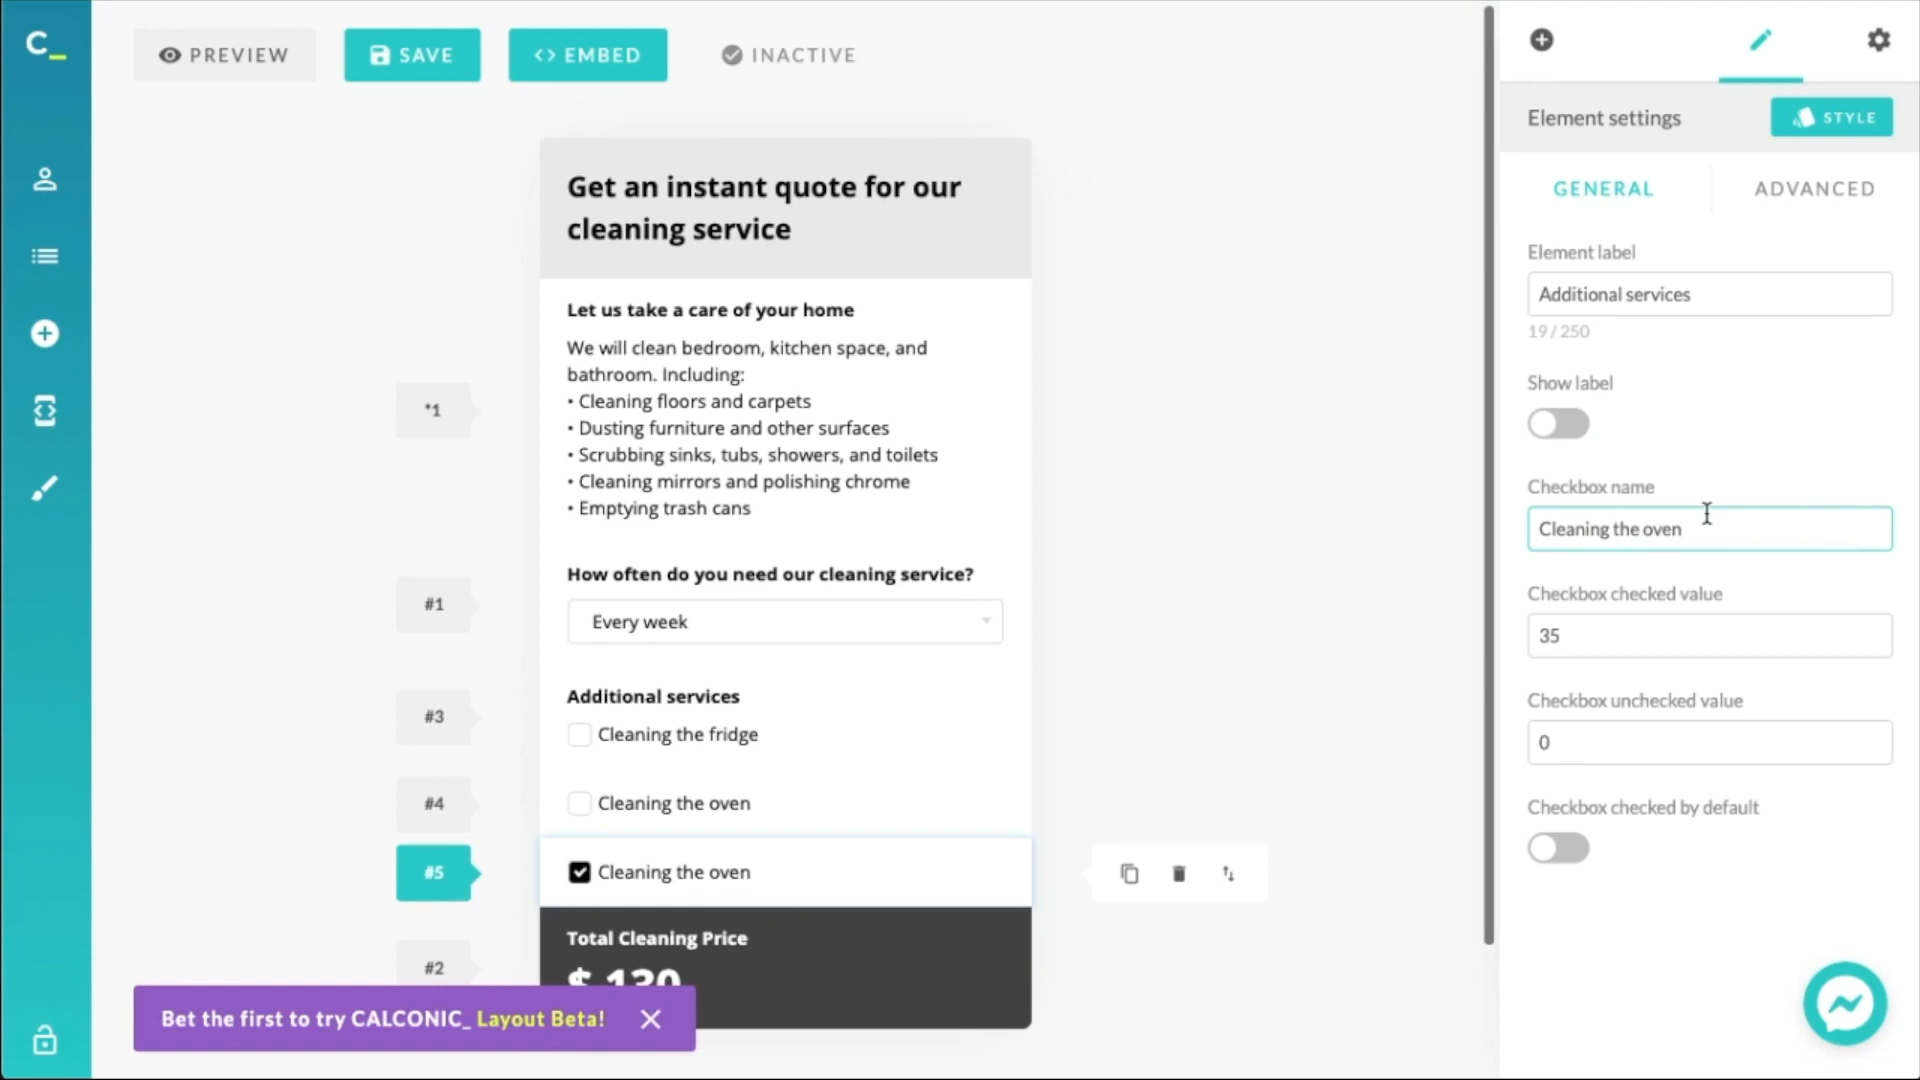 C_
PREVIEW
SAVE
<> EMBED
INACTIVE
Get an instant quote for our
cleaning service
Let us take a care of your home
We will clean bedroom, kitchen space, and
bathroom. Including:
• Cleaning floors and carpets
• Dusting furniture and other surfaces
• Scrubbing sinks, tubs, showers, and toilets
• Cleaning mirrors and polishing chrome
• Emptying trash cans
*1
How often do you need our cleaning service?
#1
Every week
Additional services
#3
Cleaning the fridge
#4
Cleaning the oven
#5
Cleaning the oven
Total Cleaning Price
#2
$ 130
Bet the first to try CALCONIC_ Layout Beta!
Element settings
STYLE
GENERAL
ADVANCED
Element label
Additional services
19 / 250
Show label
Checkbox name
Cleaning the oven
Checkbox checked value
35
Checkbox unchecked value
0
Checkbox checked by default